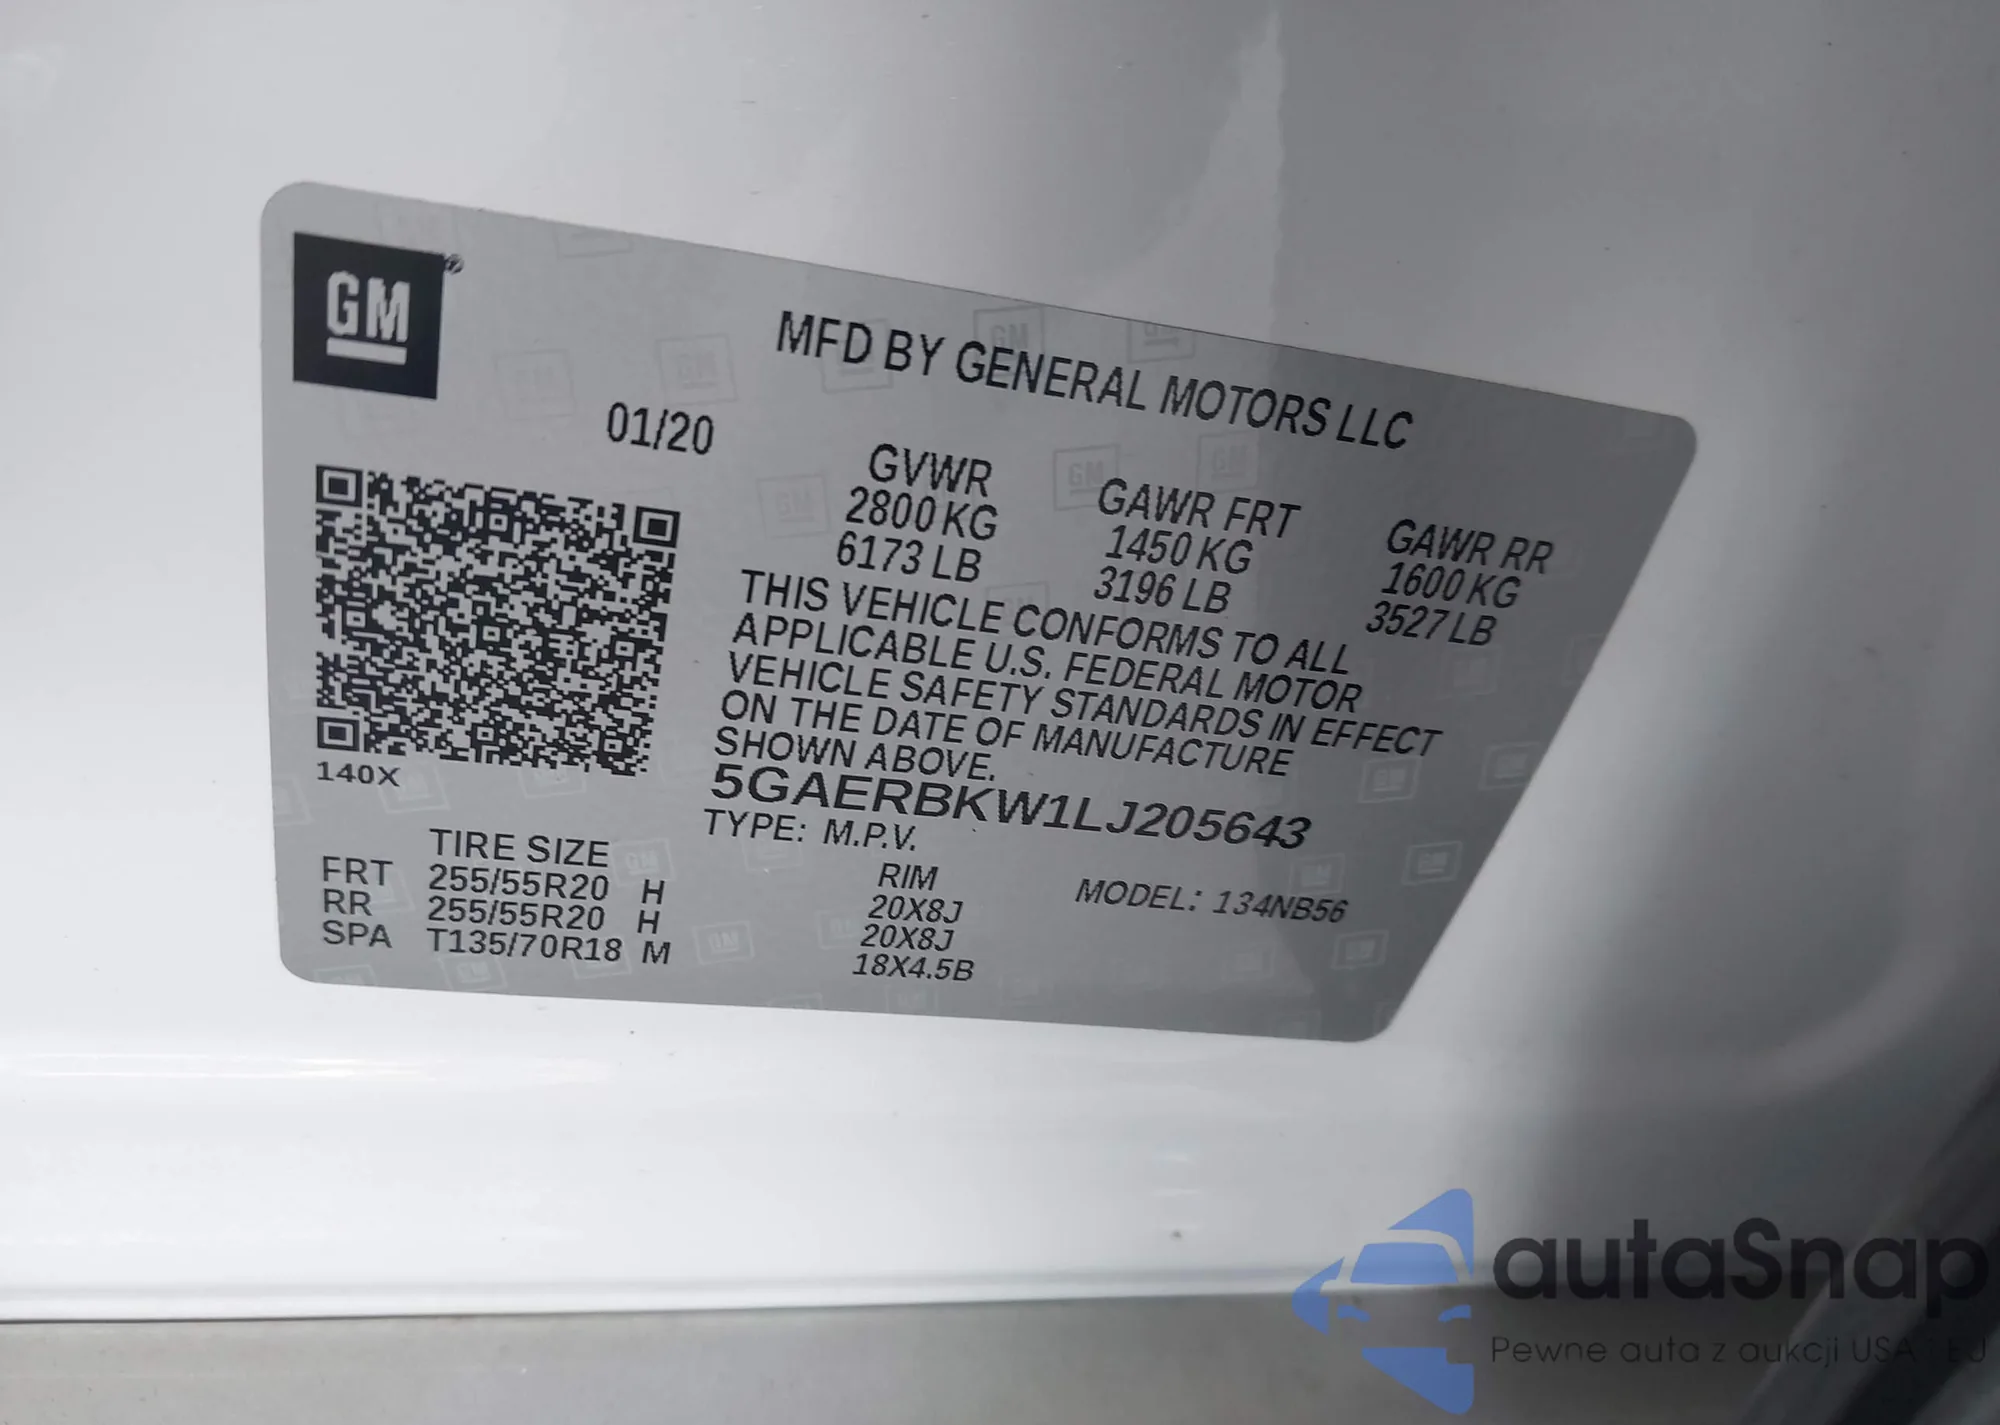 GM®
MFD BY GENERAL MOTORS LLC
01/20
GVWR GAWR FRT GAWR RR
2800 KG 1450 KG 1600 KG
6173 LB 3196 LB 3527 LB
THIS VEHICLE CONFORMS TO ALL
APPLICABLE U.S. FEDERAL MOTOR
VEHICLE SAFETY STANDARDS IN EFFECT
ON THE DATE OF MANUFACTURE
SHOWN ABOVE.
140X
5GAERBKW1LJ205643
TYPE: M.P.V.
TIRE SIZE RIM MODEL: 134NB56
FRT 255/55R20 H 20X8J
RR 255/55R20 H 20X8J
SPA T135/70R18 M 18X4.5B
autaSnap
Pewne auta z aukcji USA i EU